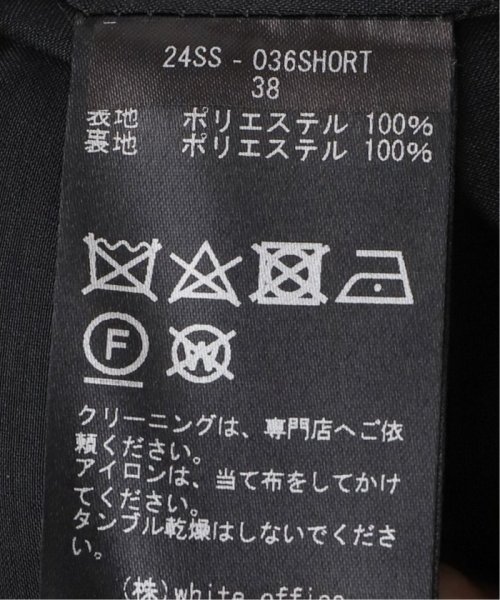 24SS - 036SHORT
38
表地 ポリエステル 100%
裏地 ポリエステル 100%
F
W
クリーニングは、専門店へご依
頼ください。
アイロンは、当て布をしてかけ
てください。
タンブル乾燥はしないでくださ
い。
(株)white office